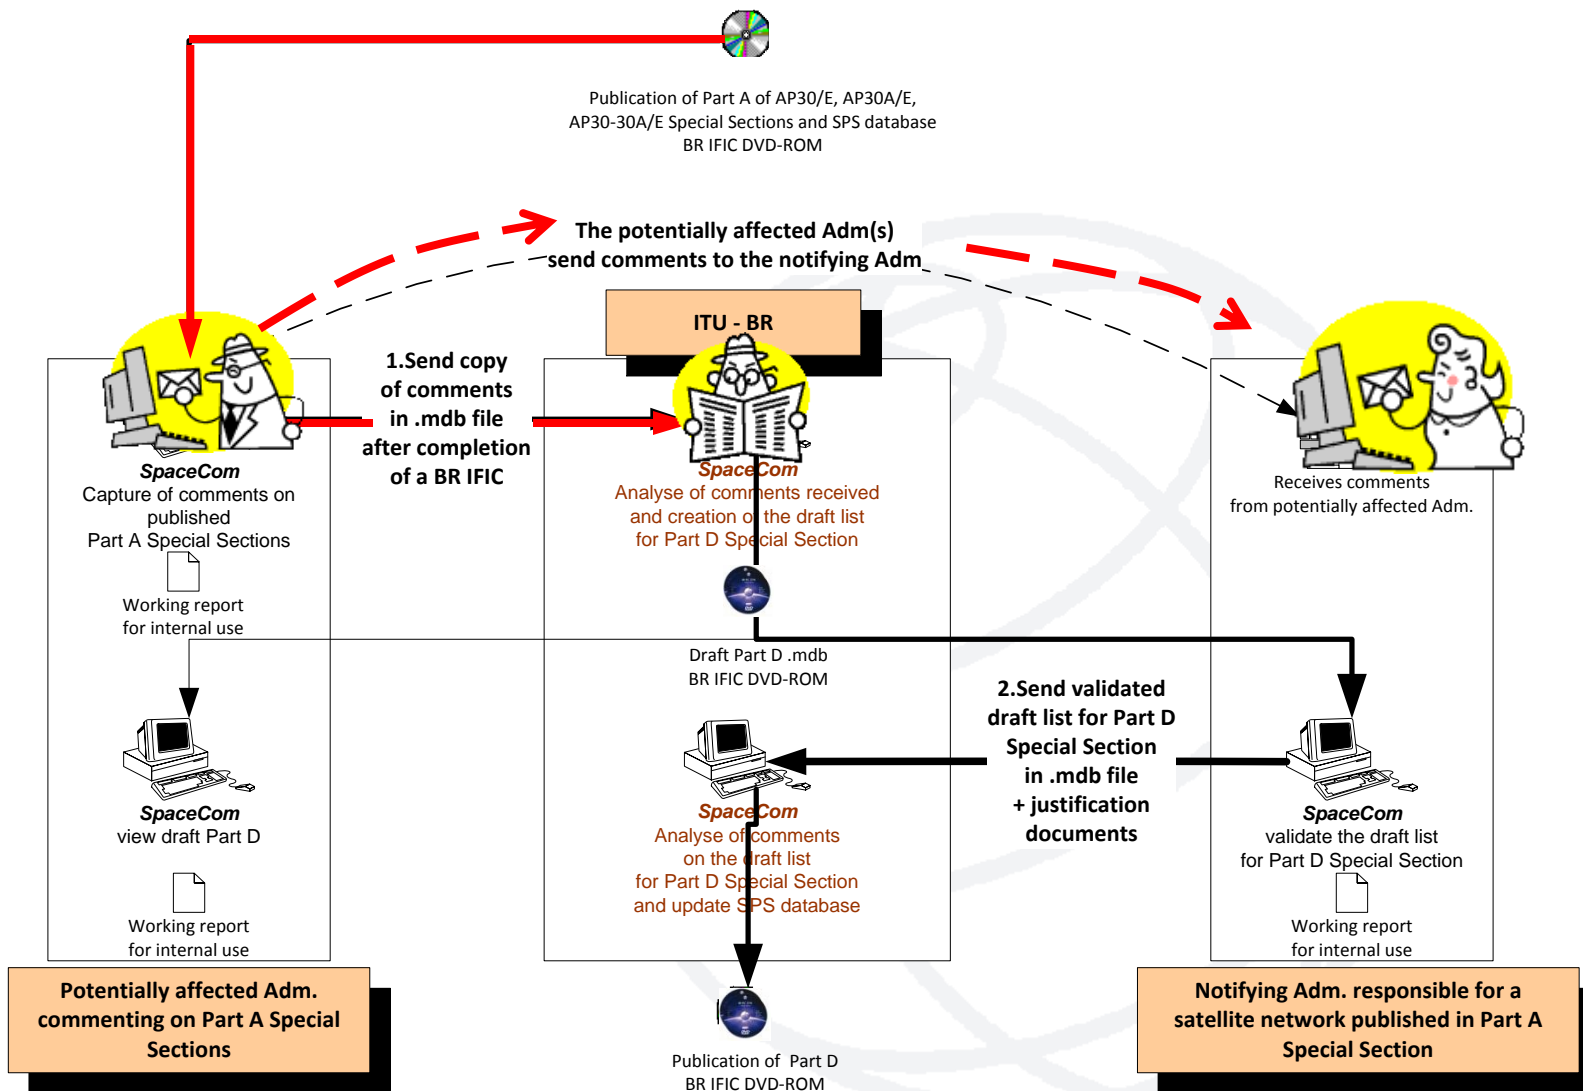 Publication of Part A of AP30/E, AP30A/E,
AP30-30A/E Special Sections and SPS database
BR IFIC DVD-ROM
The potentially affected Adm(s)
send comments to the notifying Adm
ITU - BR
1.Send copy
of comments
in .mdb file
after completion
of a BR IFIC
SpaceCom
Capture of comments on
published
Part A Special Sections
Working report
for internal use
SpaceCom
Analyse of comments received
and creation of the draft list
for Part D Special Section
Receives comments
from potentially affected Adm.
Draft Part D .mdb
BR IFIC DVD-ROM
2.Send validated
draft list for Part D
Special Section
in .mdb file
+ justification
documents
SpaceCom
view draft Part D
Working report
for internal use
SpaceCom
Analyse of comments
on the draft list
for Part D Special Section
and update SPS database
SpaceCom
validate the draft list
for Part D Special Section
Working report
for internal use
Potentially affected Adm.
commenting on Part A Special
Sections
Notifying Adm. responsible for a
satellite network published in Part A
Special Section
Publication of Part D
BR IFIC DVD-ROM